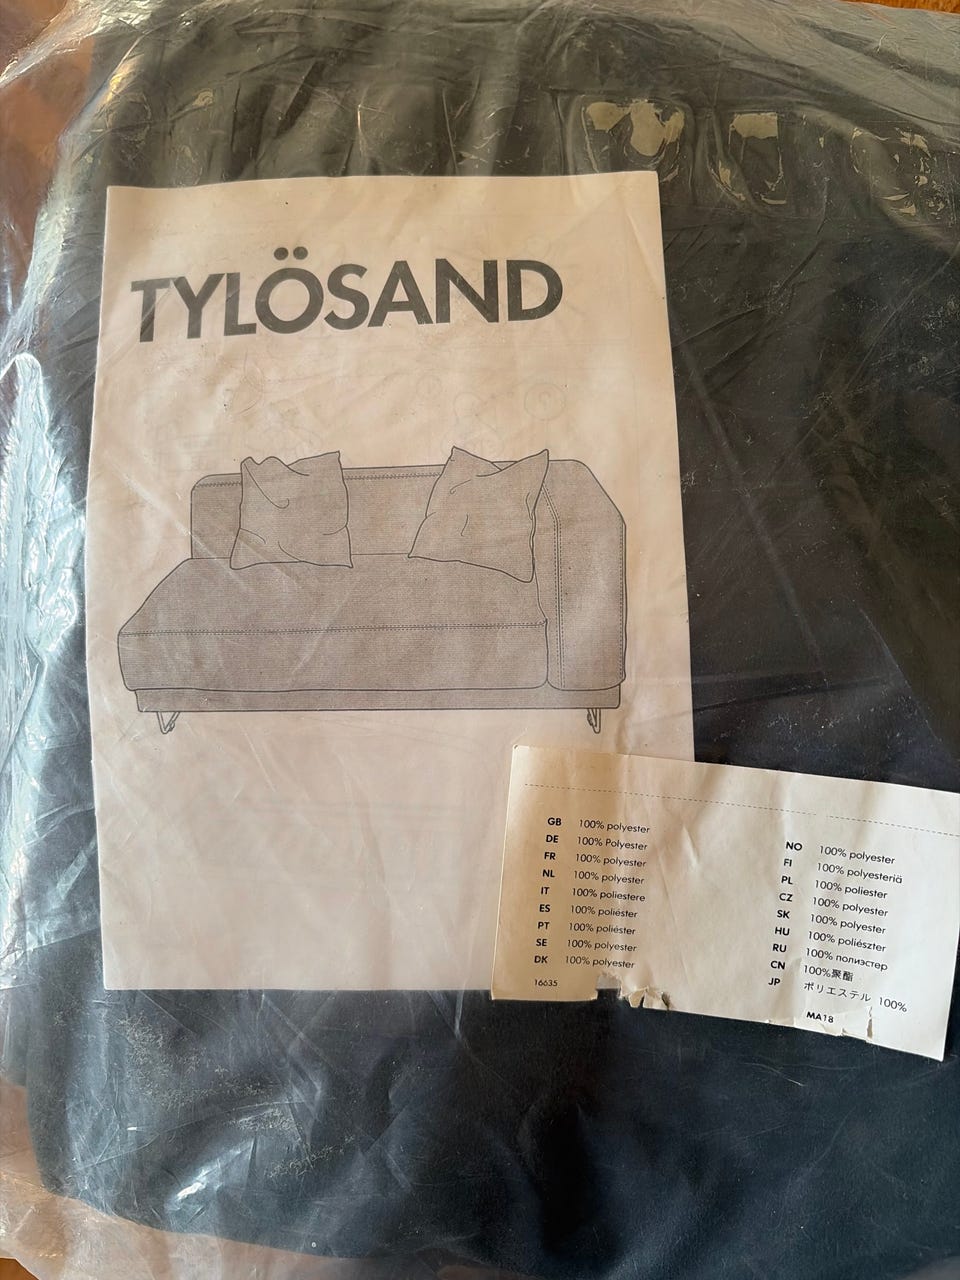 TYLÖSAND
GB 100% polyester
DE 100% Polyester
FR 100% polyester
NL 100% polyester
IT 100% poliestere
ES 100% poliéster
PT 100% poliéster
SE 100% polyester
DK 100% polyester
16635
NO 100% polyester
FI 100% polyesteriä
PL 100% poliester
CZ 100% polyester
SK 100% polyester
HU 100% poliészter
RU 100% полиэстер
CN 100%聚酯
JP ポリエステル 100%
MA18